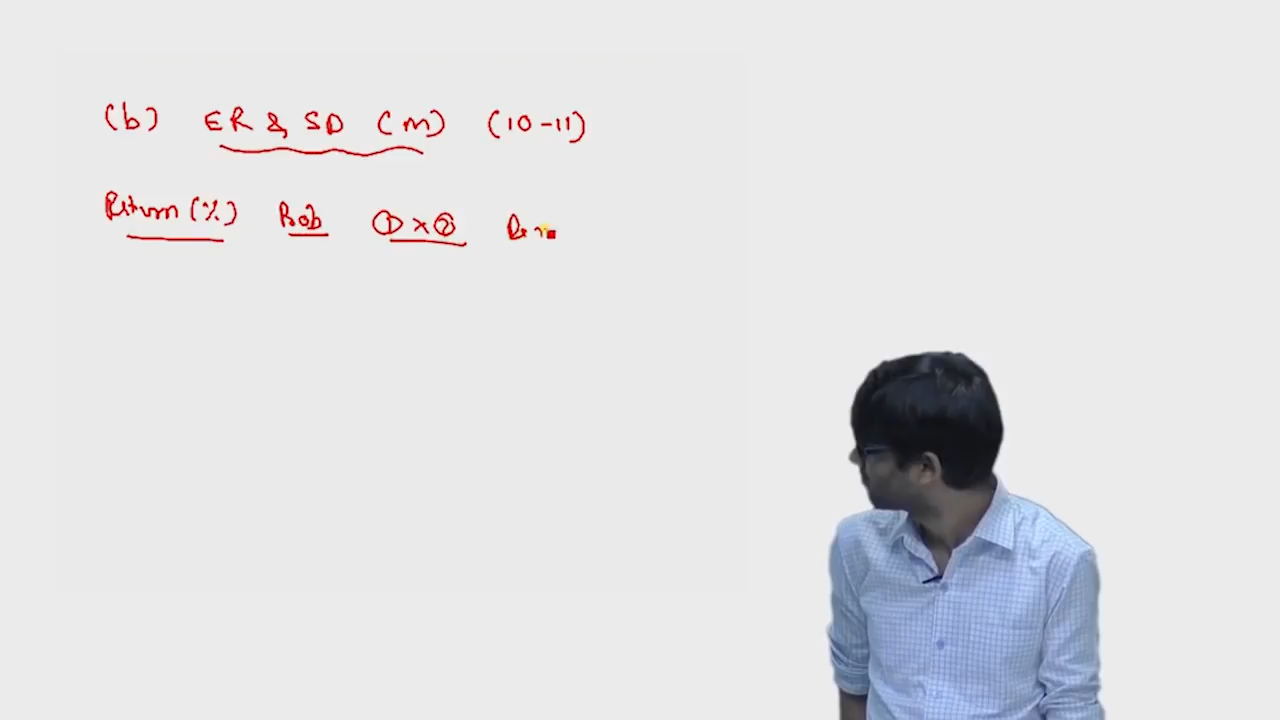 (b) ER & SD (M) (10-11)
Return (%) Prob ① × ②